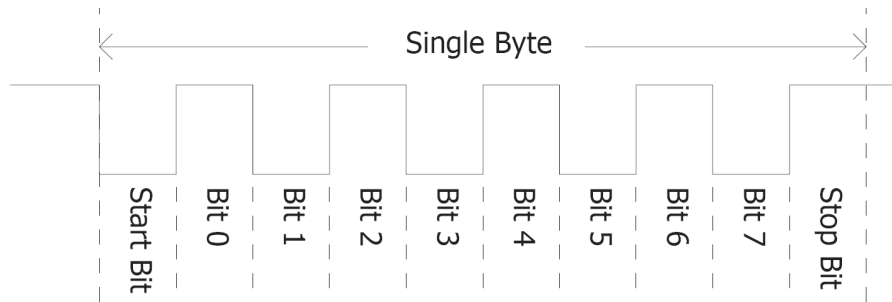 Single Byte
Start Bit
Bit 0
Bit 1
Bit 2
Bit 3
Bit 4
Bit 5
Bit 6
Bit 7
Stop Bit